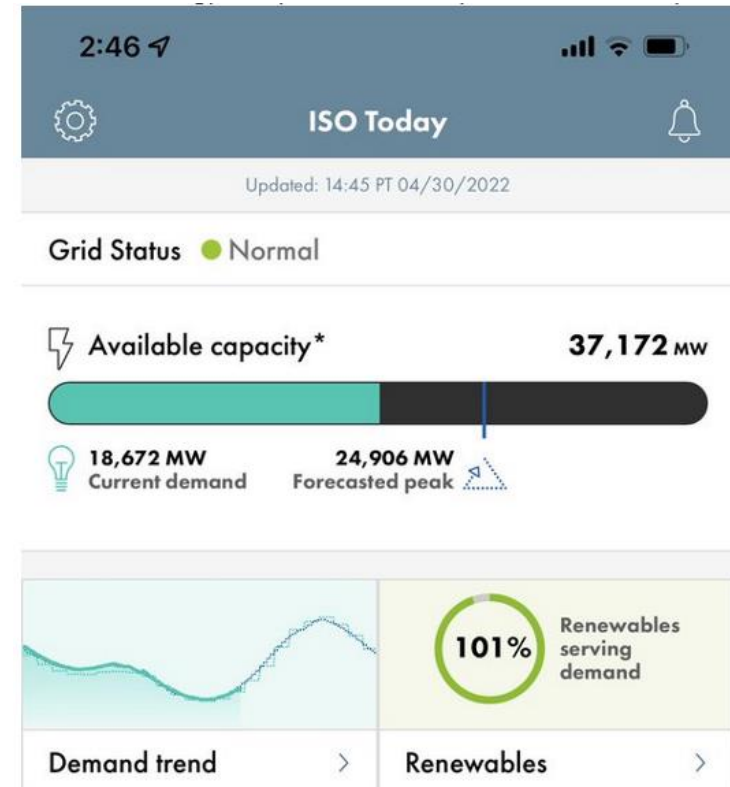 2:46
ISO Today
Updated: 14:45 PT 04/30/2022
Grid Status Normal
Available capacity* 37,172 MW
18,672 MW 24,906 MW
Current demand Forecasted peak
101%
Renewables
serving
demand
Demand trend > Renewables >